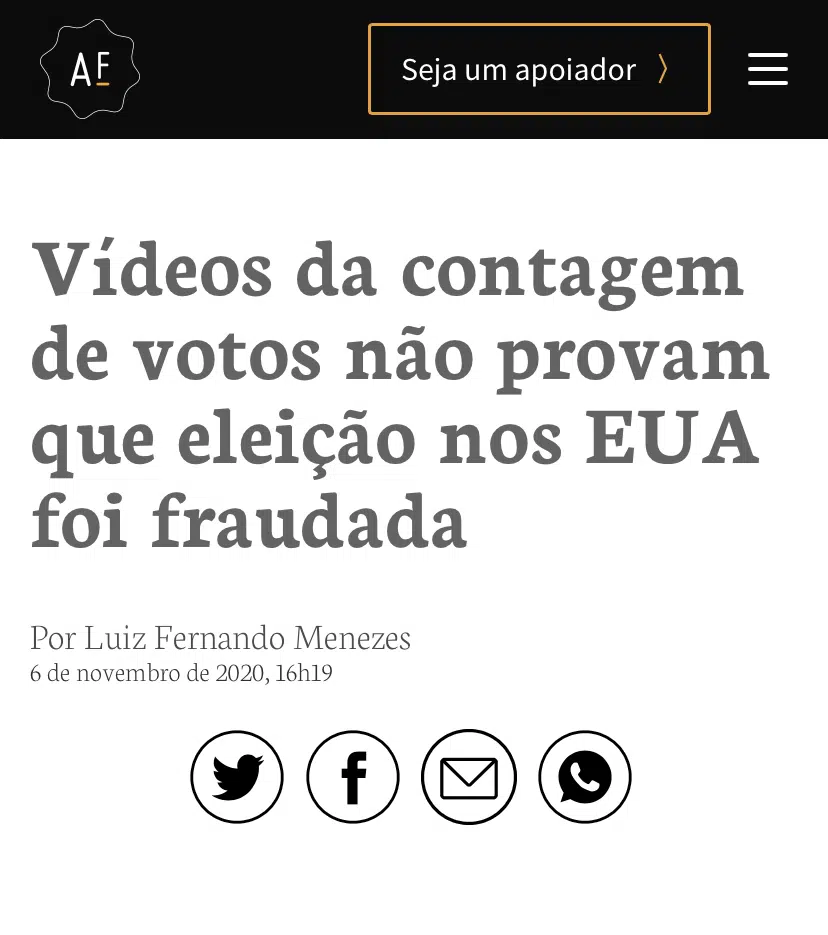 AF
Seja um apoiador
Vídeos da contagem
de votos não provam
que eleição nos EUA
foi fraudada
Por Luiz Fernando Menezes
6 de novembro de 2020, 16h19